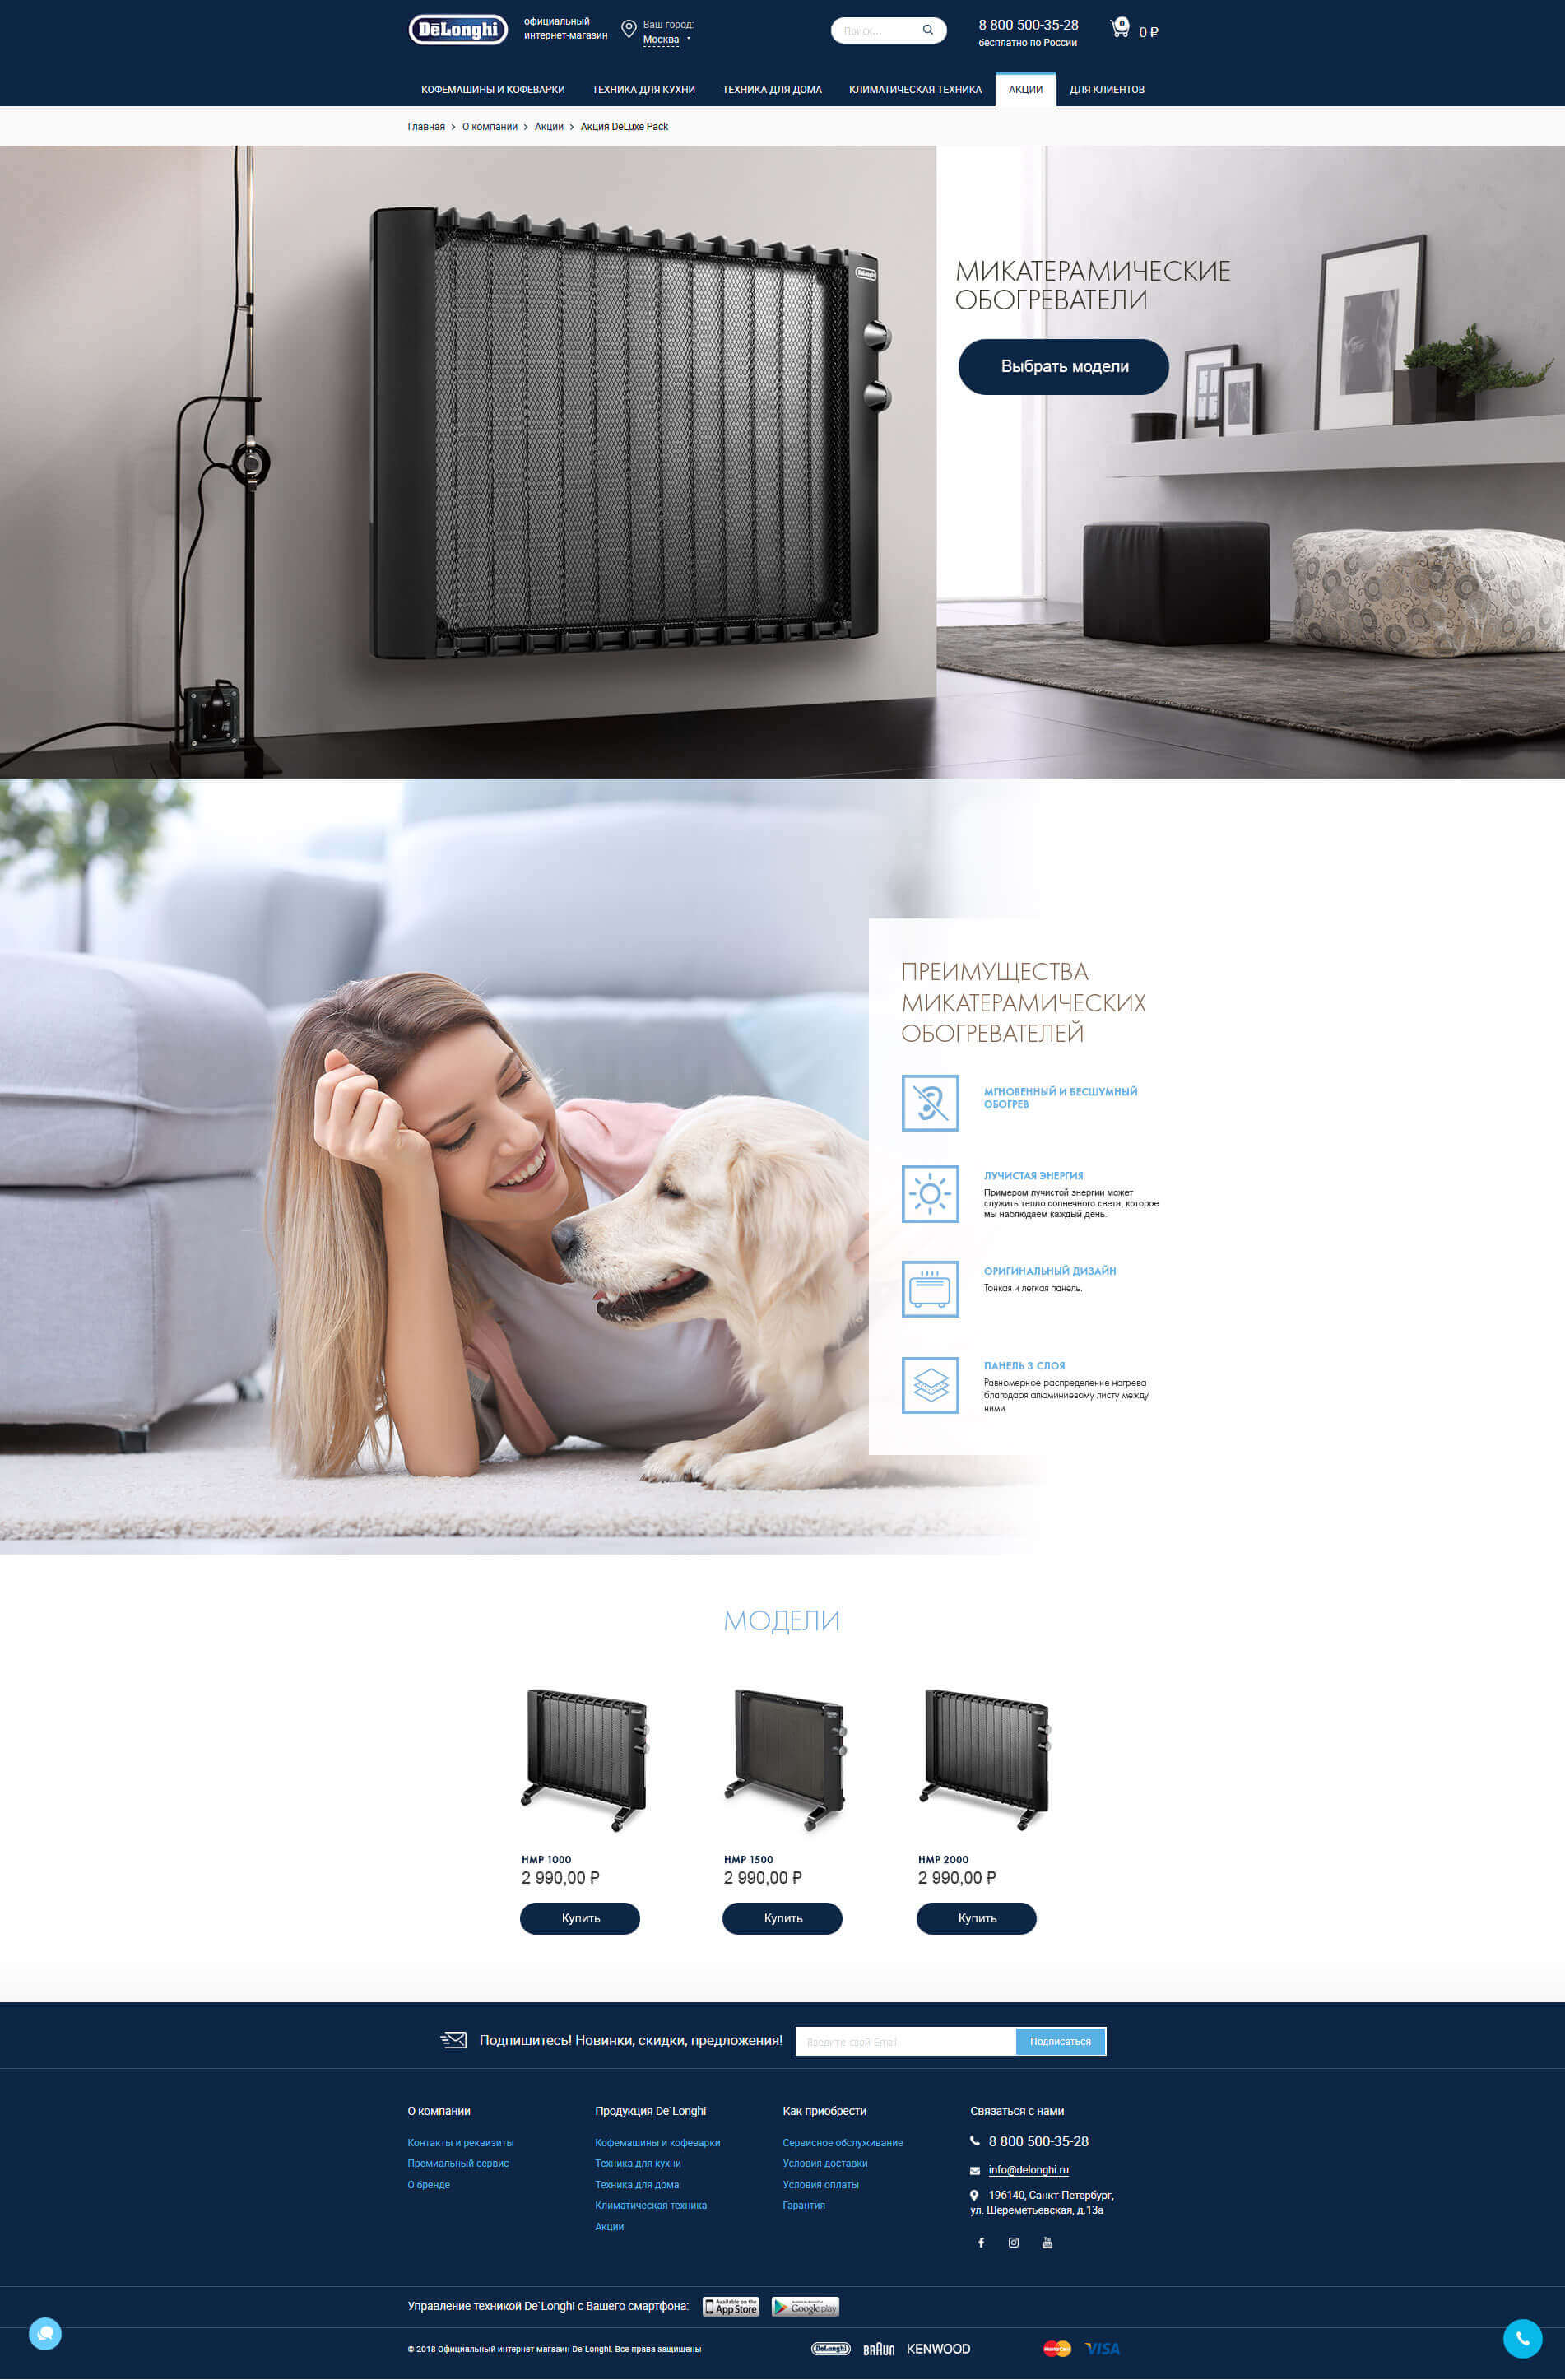 DeLonghi
официальный
интернет-магазин
Ваш город:
Москва
Поиск...
8 800 500-35-28
бесплатно по России
0
0 ₽
КОФЕМАШИНЫ И КОФЕВАРКИ
ТЕХНИКА ДЛЯ КУХНИ
ТЕХНИКА ДЛЯ ДОМА
КЛИМАТИЧЕСКАЯ ТЕХНИКА
АКЦИИ
ДЛЯ КЛИЕНТОВ
Главная > О компании > Акции > Акция DeLuxe Pack
DeLonghi
МИКАТЕРАМИЧЕСКИЕ
ОБОГРЕВАТЕЛИ
Выбрать модели
ПРЕИМУЩЕСТВА
МИКАТЕРАМИЧЕСКИХ
ОБОГРЕВАТЕЛЕЙ
МГНОВЕННЫЙ И БЕСШУМНЫЙ
ОБОГРЕВ
ЛУЧИСТАЯ ЭНЕРГИЯ
Примером лучистой энергии может
служить тепло солнечного света, которое
мы наблюдаем каждый день.
ОРИГИНАЛЬНЫЙ ДИЗАЙН
Тонкая и легкая панель.
ПАНЕЛЬ 3 СЛОЯ
Равномерное распределение нагрева
благодаря алюминиевому листу между
ними.
МОДЕЛИ
HMP 1000
2 990,00 ₽
Купить
HMP 1500
2 990,00 ₽
Купить
HMP 2000
2 990,00 ₽
Купить
Подпишитесь! Новинки, скидки, предложения!
Введите свой Email
Подписаться
О компании
Контакты и реквизиты
Премиальный сервис
О бренде
Продукция De`Longhi
Кофемашины и кофеварки
Техника для кухни
Техника для дома
Климатическая техника
Акции
Как приобрести
Сервисное обслуживание
Условия доставки
Условия оплаты
Гарантия
Связаться с нами
8 800 500-35-28
info@delonghi.ru
196140, Санкт-Петербург,
ул. Шереметьевская, д.13а
Управление техникой De`Longhi с Вашего смартфона:
Available on the
App Store
Google play
© 2018 Официальный интернет магазин De`Longhi. Все права защищены
DeLonghi
BRAUN
KENWOOD
MasterCard
VISA